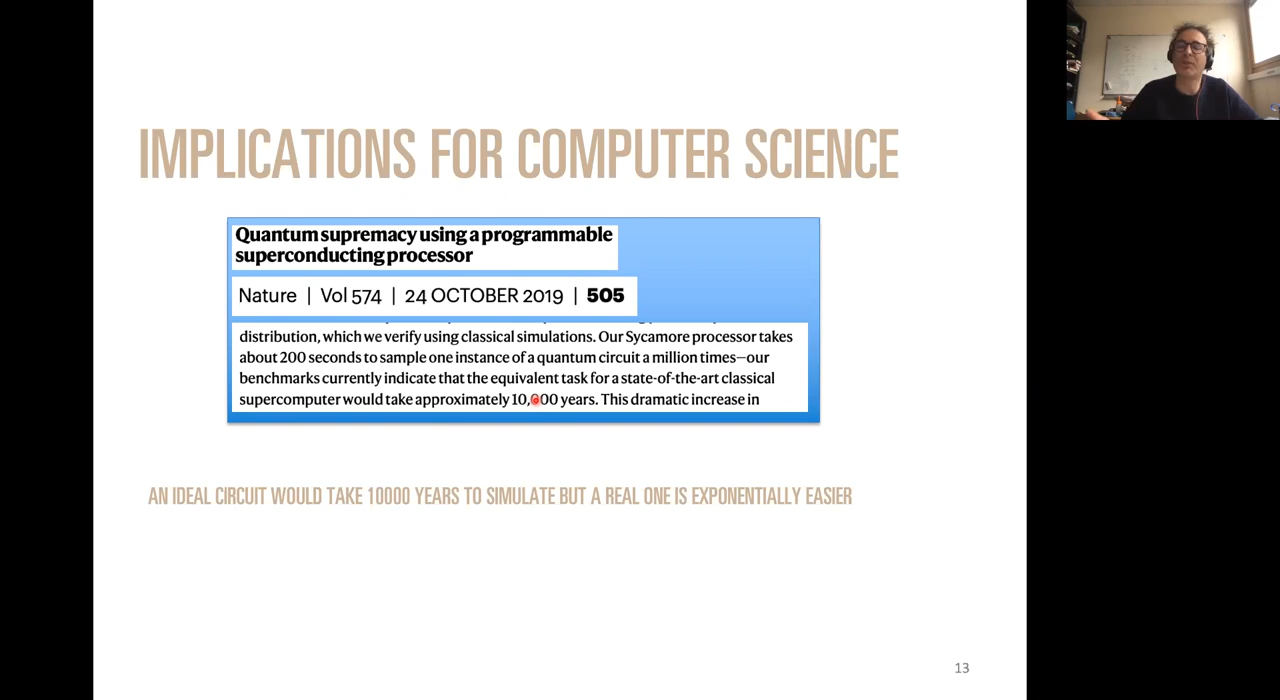 IMPLICATIONS FOR COMPUTER SCIENCE
Quantum supremacy using a programmable
superconducting processor
Nature | Vol 574 | 24 OCTOBER 2019 | 505
distribution, which we verify using classical simulations. Our Sycamore processor takes
about 200 seconds to sample one instance of a quantum circuit a million times—our
benchmarks currently indicate that the equivalent task for a state-of-the-art classical
supercomputer would take approximately 10,000 years. This dramatic increase in
AN IDEAL CIRCUIT WOULD TAKE 10000 YEARS TO SIMULATE BUT A REAL ONE IS EXPONENTIALLY EASIER
13